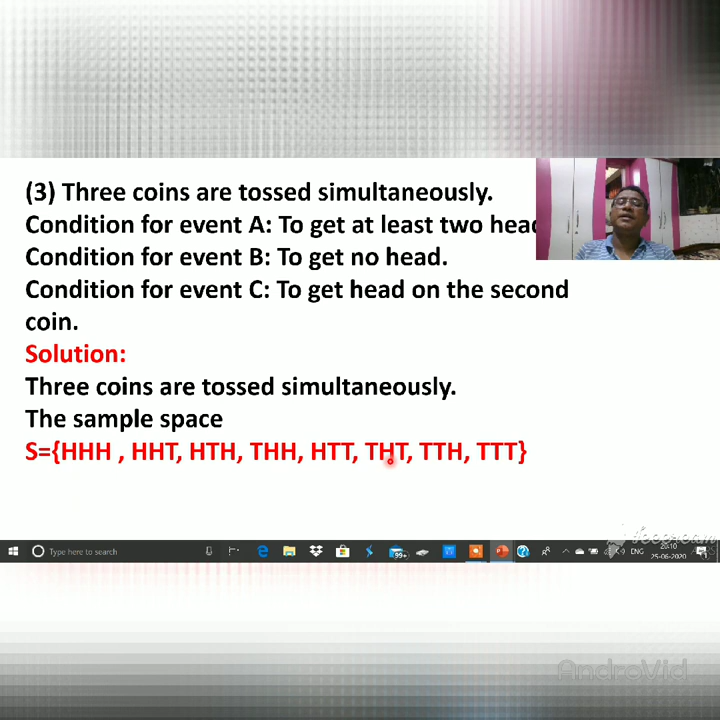 (3) Three coins are tossed simultaneously.
Condition for event A: To get at least two head
Condition for event B: To get no head.
Condition for event C: To get head on the second
coin.
Solution:
Three coins are tossed simultaneously.
The sample space
S={HHH , HHT, HTH, THH, HTT, THT, TTH, TTT}
Type here to search
99+
ENG
20:10
25-06-2020
AndroVid